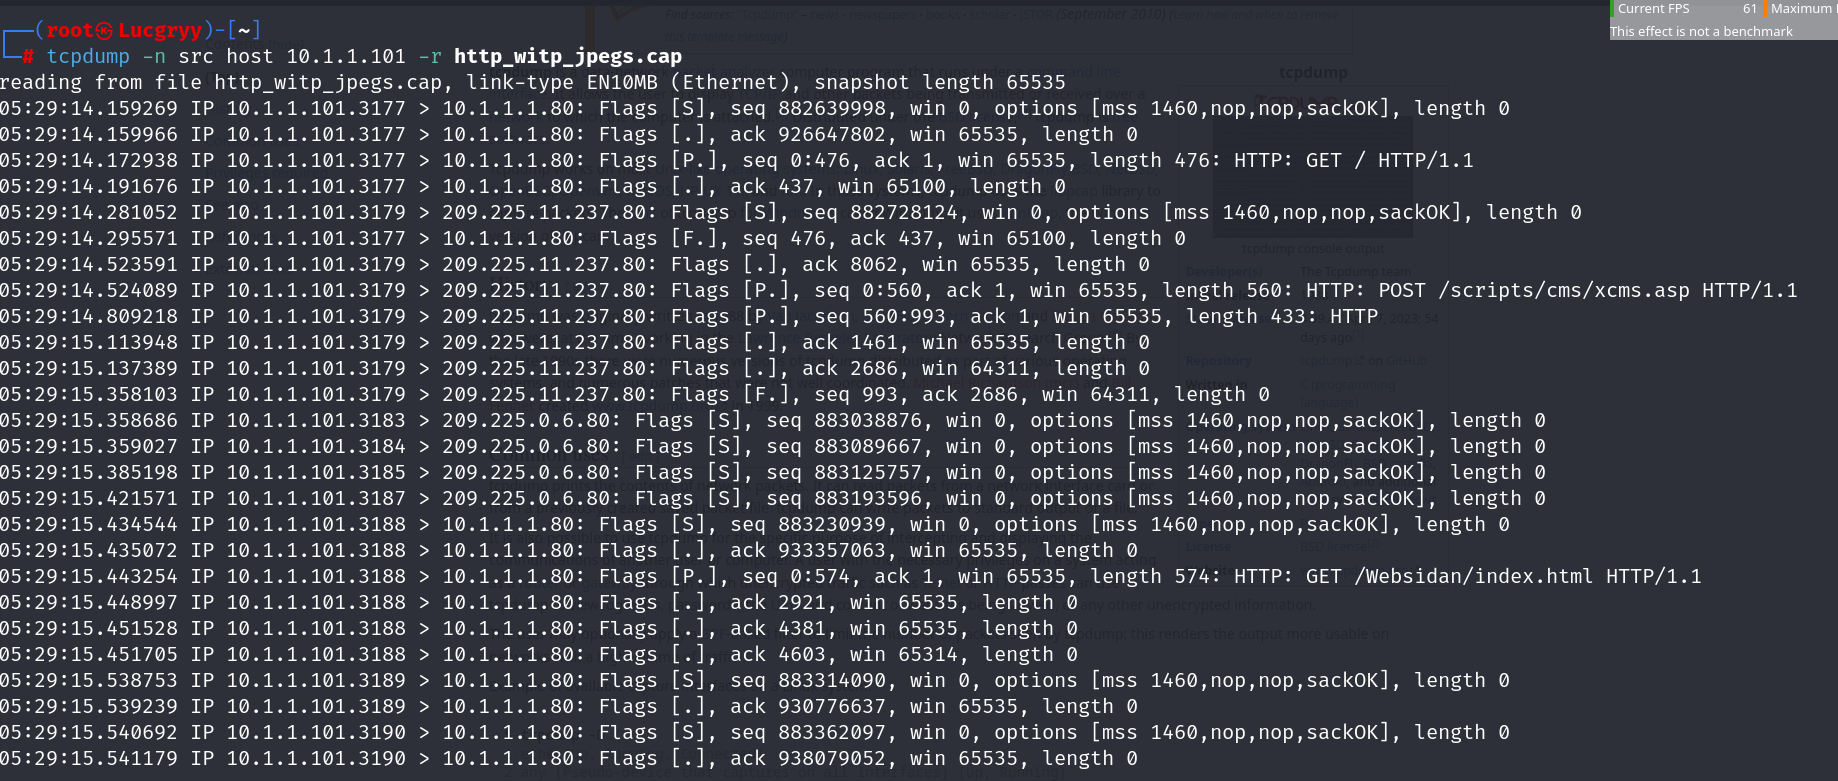 Current FPS 61 Maximum
This effect is not a benchmark
(root㉿Lucgryy)-[~]
# tcpdump -n src host 10.1.1.101 -r http_witp_jpegs.cap
reading from file http_witp_jpegs.cap, link-type EN10MB (Ethernet), snapshot length 65535
05:29:14.159269 IP 10.1.1.101.3177 > 10.1.1.1.80: Flags [S], seq 882639998, win 0, options [mss 1460,nop,nop,sackOK], length 0
05:29:14.159966 IP 10.1.1.101.3177 > 10.1.1.1.80: Flags [.], ack 926647802, win 65535, length 0
05:29:14.172938 IP 10.1.1.101.3177 > 10.1.1.1.80: Flags [P.], seq 0:476, ack 1, win 65535, length 476: HTTP: GET / HTTP/1.1
05:29:14.191676 IP 10.1.1.101.3177 > 10.1.1.1.80: Flags [.], ack 437, win 65100, length 0
05:29:14.281052 IP 10.1.1.101.3179 > 209.225.11.237.80: Flags [S], seq 882728124, win 0, options [mss 1460,nop,nop,sackOK], length 0
05:29:14.295571 IP 10.1.1.101.3177 > 10.1.1.1.80: Flags [F.], seq 476, ack 437, win 65100, length 0
05:29:14.523591 IP 10.1.1.101.3179 > 209.225.11.237.80: Flags [.], ack 8062, win 65535, length 0
05:29:14.524089 IP 10.1.1.101.3179 > 209.225.11.237.80: Flags [P.], seq 0:560, ack 1, win 65535, length 560: HTTP: POST /scripts/cms/xcms.asp HTTP/1.1
05:29:14.809218 IP 10.1.1.101.3179 > 209.225.11.237.80: Flags [P.], seq 560:993, ack 1, win 65535, length 433: HTTP
05:29:15.113948 IP 10.1.1.101.3179 > 209.225.11.237.80: Flags [.], ack 1461, win 65535, length 0
05:29:15.137389 IP 10.1.1.101.3179 > 209.225.11.237.80: Flags [.], ack 2686, win 64311, length 0
05:29:15.358103 IP 10.1.1.101.3179 > 209.225.11.237.80: Flags [F.], seq 993, ack 2686, win 64311, length 0
05:29:15.358686 IP 10.1.1.101.3183 > 209.225.0.6.80: Flags [S], seq 883038876, win 0, options [mss 1460,nop,nop,sackOK], length 0
05:29:15.359027 IP 10.1.1.101.3184 > 209.225.0.6.80: Flags [S], seq 883089667, win 0, options [mss 1460,nop,nop,sackOK], length 0
05:29:15.385198 IP 10.1.1.101.3185 > 209.225.0.6.80: Flags [S], seq 883125757, win 0, options [mss 1460,nop,nop,sackOK], length 0
05:29:15.421571 IP 10.1.1.101.3187 > 209.225.0.6.80: Flags [S], seq 883193596, win 0, options [mss 1460,nop,nop,sackOK], length 0
05:29:15.434544 IP 10.1.1.101.3188 > 10.1.1.1.80: Flags [S], seq 883230939, win 0, options [mss 1460,nop,nop,sackOK], length 0
05:29:15.435072 IP 10.1.1.101.3188 > 10.1.1.1.80: Flags [.], ack 933357063, win 65535, length 0
05:29:15.443254 IP 10.1.1.101.3188 > 10.1.1.1.80: Flags [P.], seq 0:574, ack 1, win 65535, length 574: HTTP: GET /Websidan/index.html HTTP/1.1
05:29:15.448997 IP 10.1.1.101.3188 > 10.1.1.1.80: Flags [.], ack 2921, win 65535, length 0
05:29:15.451528 IP 10.1.1.101.3188 > 10.1.1.1.80: Flags [.], ack 4381, win 65535, length 0
05:29:15.451705 IP 10.1.1.101.3188 > 10.1.1.1.80: Flags [.], ack 4603, win 65314, length 0
05:29:15.538753 IP 10.1.1.101.3189 > 10.1.1.1.80: Flags [S], seq 883314090, win 0, options [mss 1460,nop,nop,sackOK], length 0
05:29:15.539239 IP 10.1.1.101.3189 > 10.1.1.1.80: Flags [.], ack 930776637, win 65535, length 0
05:29:15.540692 IP 10.1.1.101.3190 > 10.1.1.1.80: Flags [S], seq 883362097, win 0, options [mss 1460,nop,nop,sackOK], length 0
05:29:15.541179 IP 10.1.1.101.3190 > 10.1.1.1.80: Flags [.], ack 938079052, win 65535, length 0